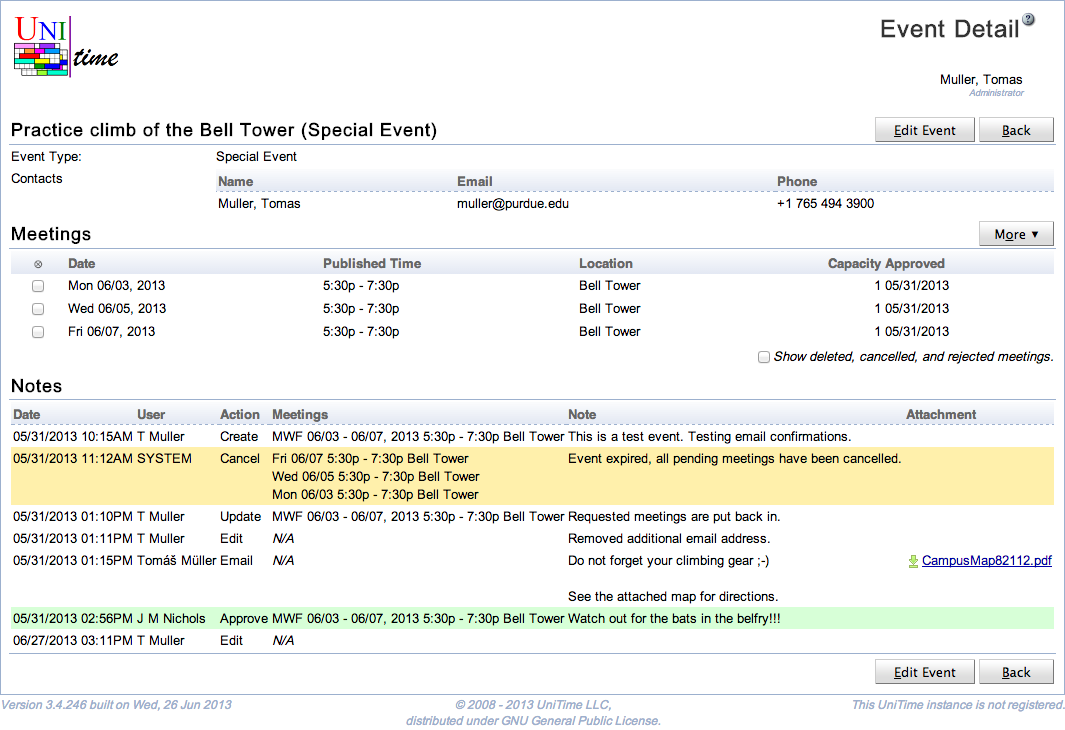 UNI
time
Event Detail ?
Muller, Tomas
Administrator
Practice climb of the Bell Tower (Special Event)
Edit Event Back
Event Type: Special Event
Contacts
Name Email Phone
Muller, Tomas muller@purdue.edu +1 765 494 3900
Meetings
More ▼
⊗ Date Published Time Location Capacity Approved
Mon 06/03, 2013 5:30p - 7:30p Bell Tower 1 05/31/2013
Wed 06/05, 2013 5:30p - 7:30p Bell Tower 1 05/31/2013
Fri 06/07, 2013 5:30p - 7:30p Bell Tower 1 05/31/2013
Show deleted, cancelled, and rejected meetings.
Notes
Date User Action Meetings Note Attachment
05/31/2013 10:15AM T Muller Create MWF 06/03 - 06/07, 2013 5:30p - 7:30p Bell Tower This is a test event. Testing email confirmations.
05/31/2013 11:12AM SYSTEM Cancel Fri 06/07 5:30p - 7:30p Bell Tower Event expired, all pending meetings have been cancelled.
Wed 06/05 5:30p - 7:30p Bell Tower
Mon 06/03 5:30p - 7:30p Bell Tower
05/31/2013 01:10PM T Muller Update MWF 06/03 - 06/07, 2013 5:30p - 7:30p Bell Tower Requested meetings are put back in.
05/31/2013 01:11PM T Muller Edit N/A Removed additional email address.
05/31/2013 01:15PM Tomáš Müller Email N/A Do not forget your climbing gear ;-) CampusMap82112.pdf
See the attached map for directions.
05/31/2013 02:56PM J M Nichols Approve MWF 06/03 - 06/07, 2013 5:30p - 7:30p Bell Tower Watch out for the bats in the belfry!!!
06/27/2013 03:11PM T Muller Edit N/A
Edit Event Back
Version 3.4.246 built on Wed, 26 Jun 2013 © 2008 - 2013 UniTime LLC, This UniTime instance is not registered.
distributed under GNU General Public License.